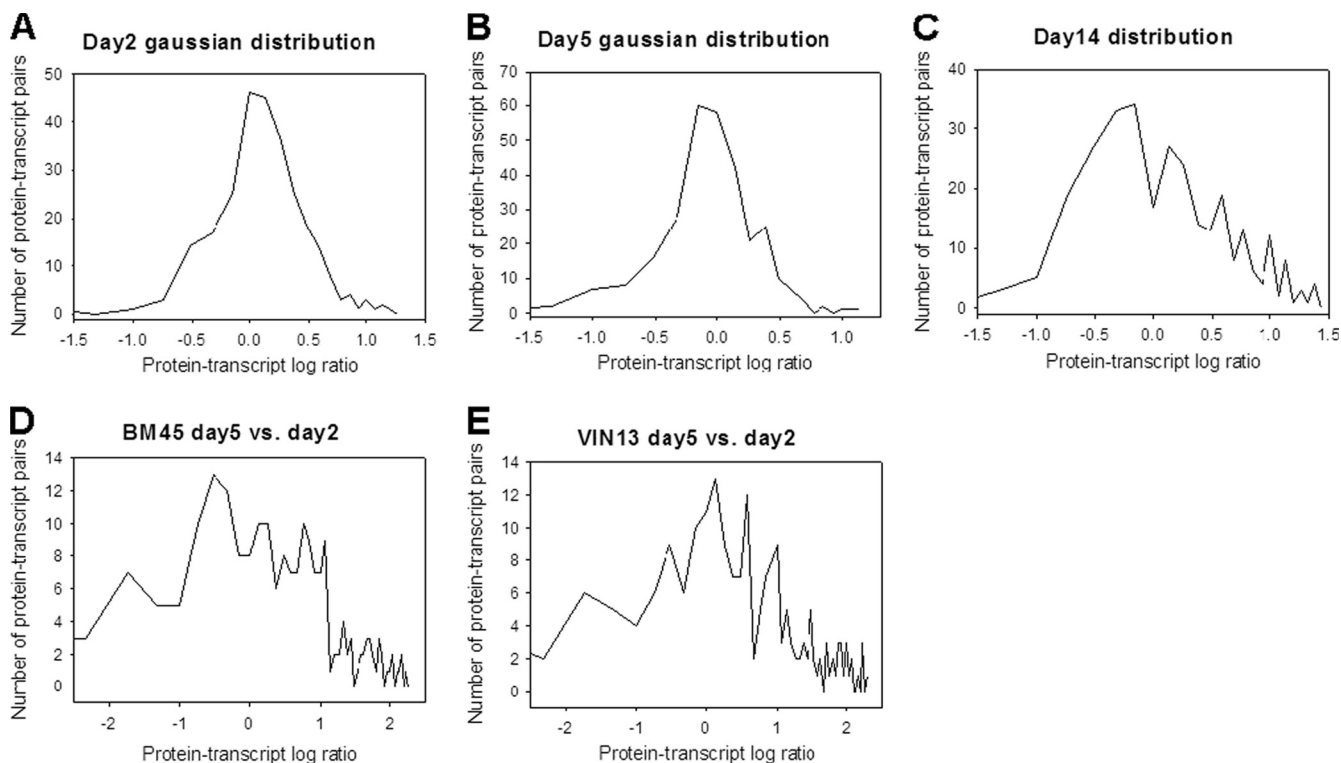 A
Day2 gaussian distribution
Number of protein-transcript pairs
50
40
30
20
10
0
-1.5 -1.0 -0.5 0.0 0.5 1.0 1.5
Protein-transcript log ratio
B
Day5 gaussian distribution
Number of protein-transcript pairs
70
60
50
40
30
20
10
0
-1.5 -1.0 -0.5 0.0 0.5 1.0
Protein-transcript log ratio
C
Day14 distribution
Number of protein-transcript pairs
40
30
20
10
0
-1.5 -1.0 0.0 0.5 1.0 1.5
Protein-transcript log ratio
D
BM45 day5 vs. day2
Number of protein-transcript pairs
14
12
10
8
6
4
2
0
-2 -1 0 1 2
Protein-transcript log ratio
E
VIN13 day5 vs. day2
Number of protein-transcript pairs
14
12
10
8
6
4
2
0
-2 -1 0 1 2
Protein-transcript log ratio